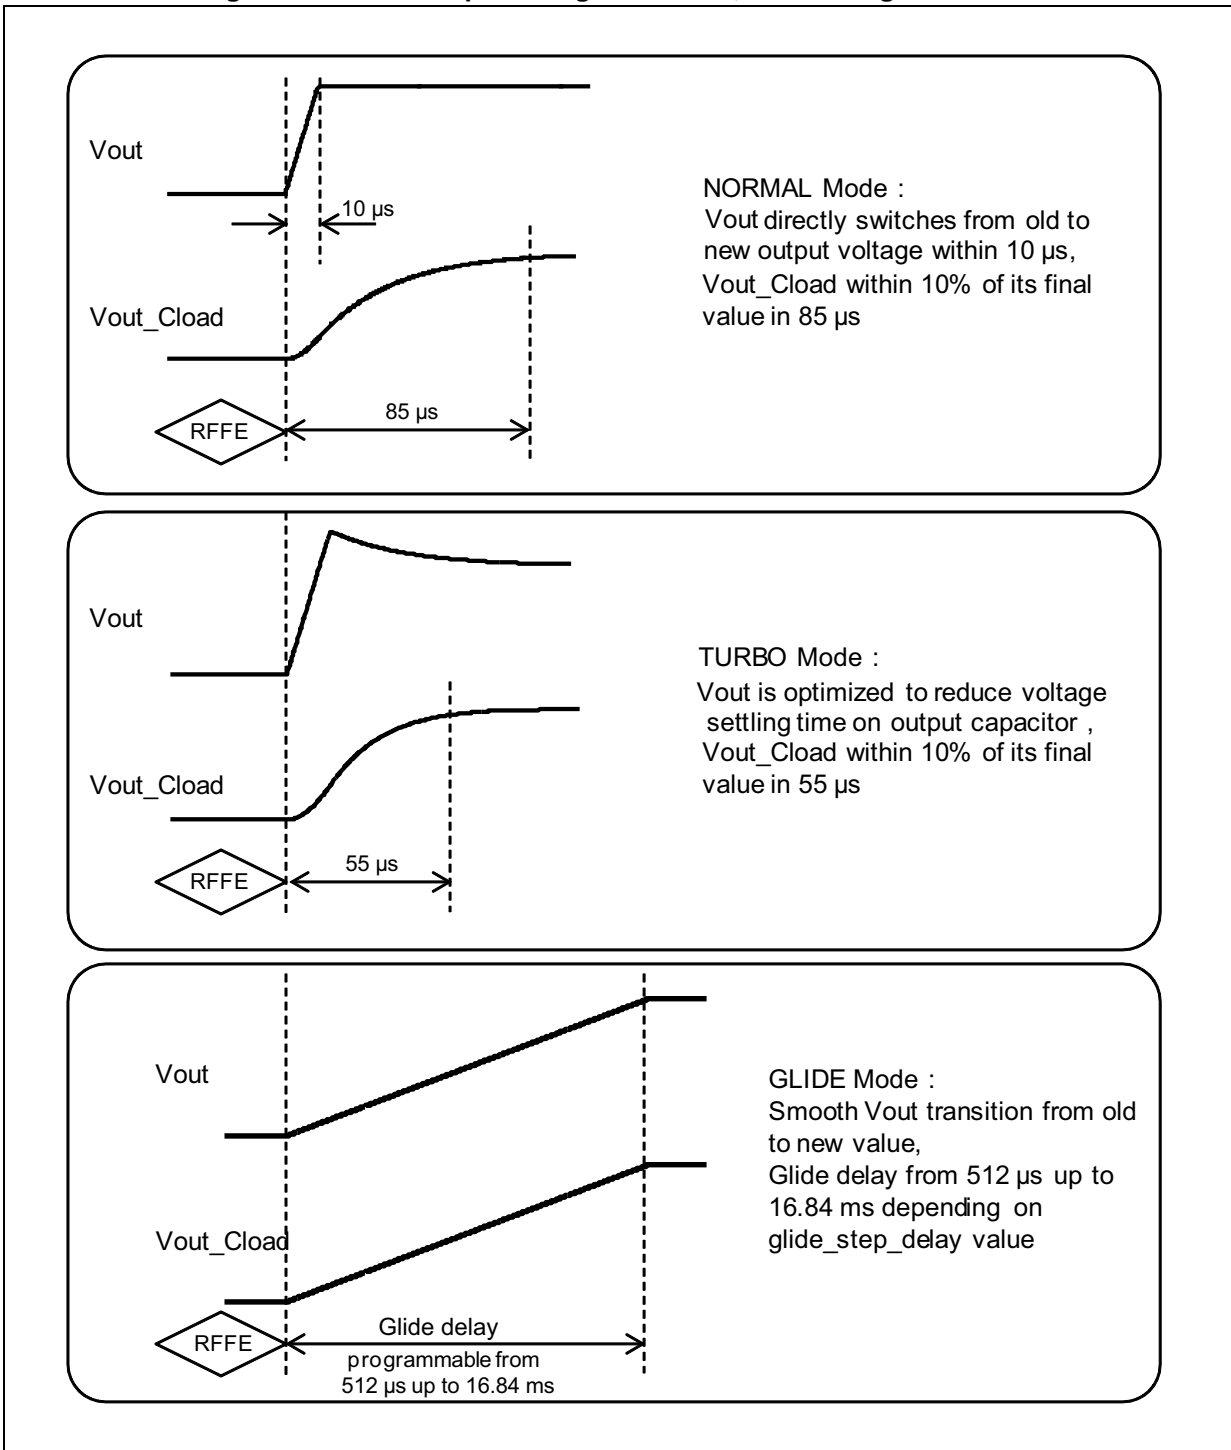 Vout
10 µs
Vout_Cload
RFFE
85 µs
NORMAL Mode :
Vout directly switches from old to
new output voltage within 10 µs,
Vout_Cload within 10% of its final
value in 85 µs
Vout
Vout_Cload
RFFE
55 µs
TURBO Mode :
Vout is optimized to reduce voltage
settling time on output capacitor ,
Vout_Cload within 10% of its final
value in 55 µs
Vout
Vout_Cload
RFFE
Glide delay
programmable from
512 µs up to 16.84 ms
GLIDE Mode :
Smooth Vout transition from old
to new value,
Glide delay from 512 µs up to
16.84 ms depending on
glide_step_delay value